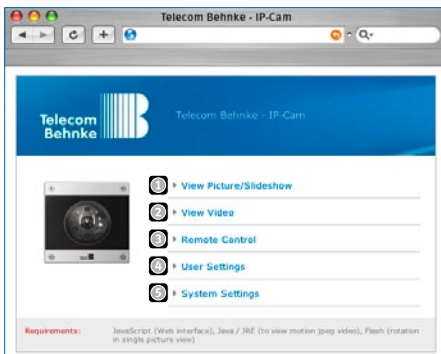 Telecom Behnke - IP-Cam
Telecom
Behnke
Telecom Behnke - IP-Cam
1 View Picture/Slideshow
2 View Video
3 Remote Control
4 User Settings
5 System Settings
Requirements: JavaScript (Web interface), Java / JRE (to view motion jpeg video), Flash (rotation
in single picture view)